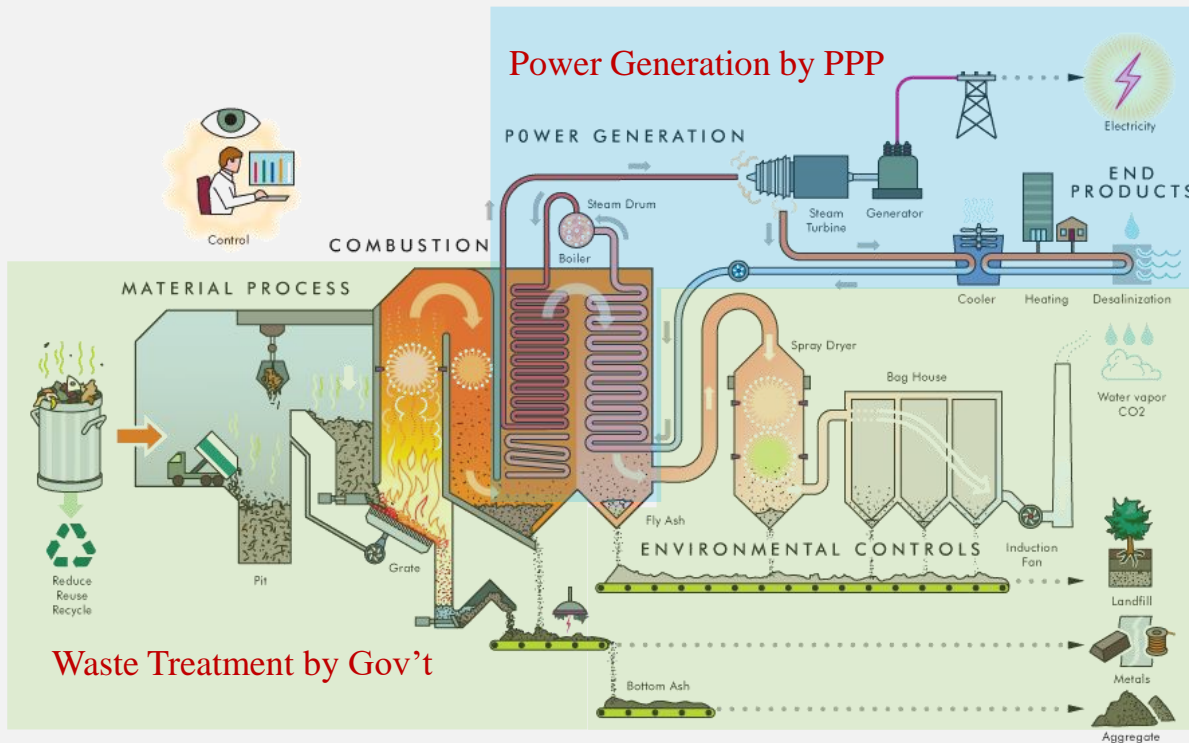 Power Generation by PPP
POWER GENERATION
Electricity
END
PRODUCTS
Steam Drum
Steam
Turbine
Generator
Control
COMBUSTION
Boiler
MATERIAL PROCESS
Cooler
Heating
Desalinization
Spray Dryer
Bag House
Water vapor
CO2
Fly Ash
ENVIRONMENTAL CONTROLS
Induction
Fan
Reduce
Reuse
Recycle
Pit
Grate
Landfill
Waste Treatment by Gov't
Metals
Bottom Ash
Aggregate